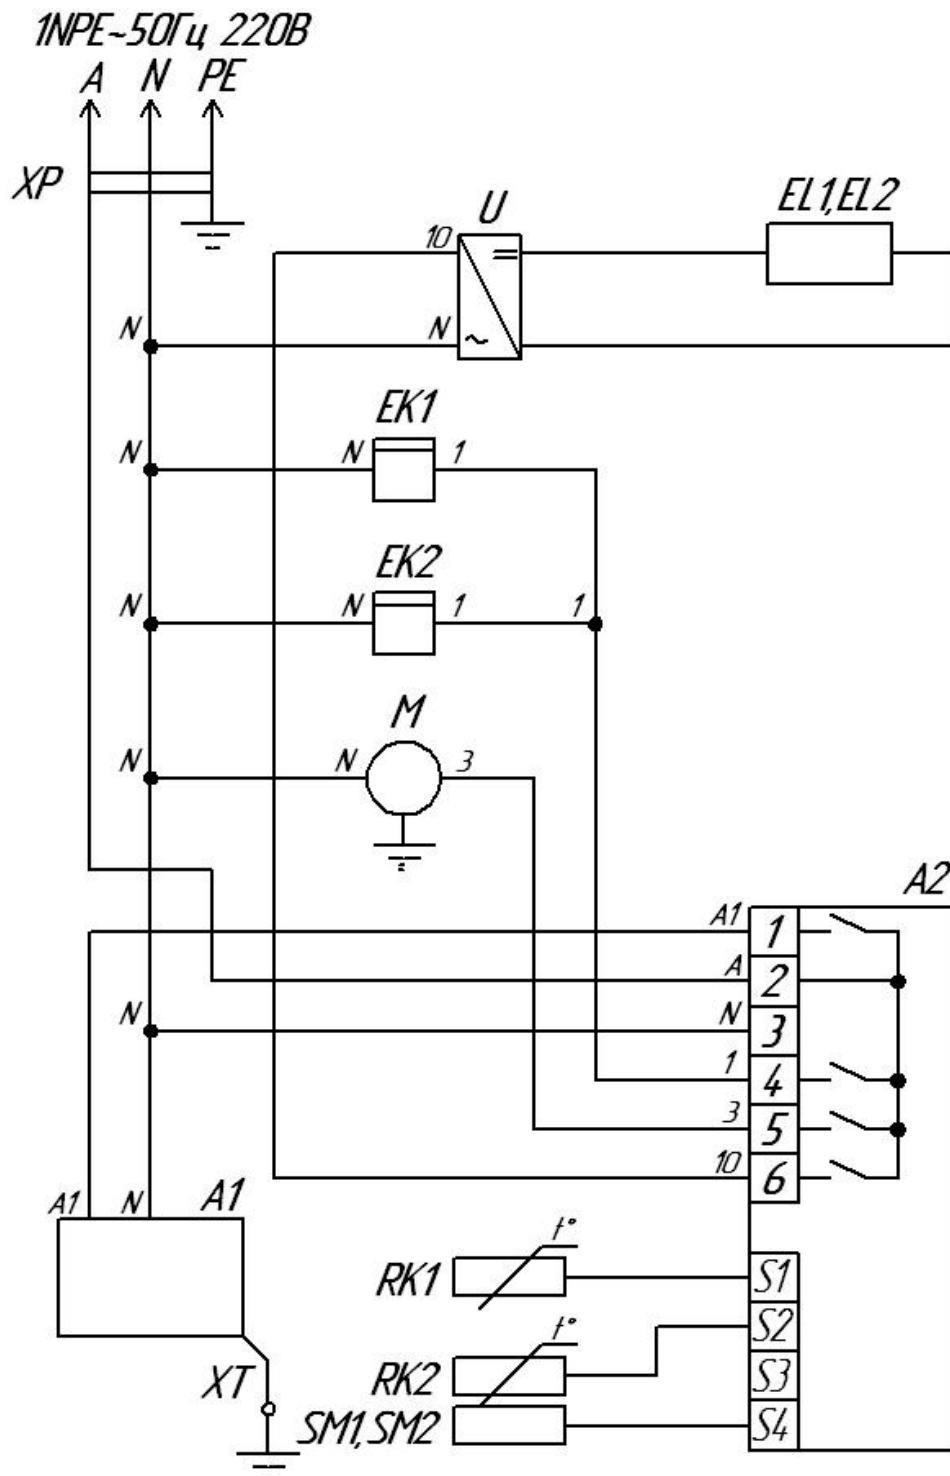 1NPE~50Гц 220В
A N PE
XP
U
EL1,EL2
10
N N
EK1
N N 1
EK2
N N 1 1
M
N N 3
A2
A1 1
A 2
N N 3
1 4
3 5
10 6
A1 N A1
t°
RK1 S1
t° S2
XT RK2 S3
SM1,SM2 S4